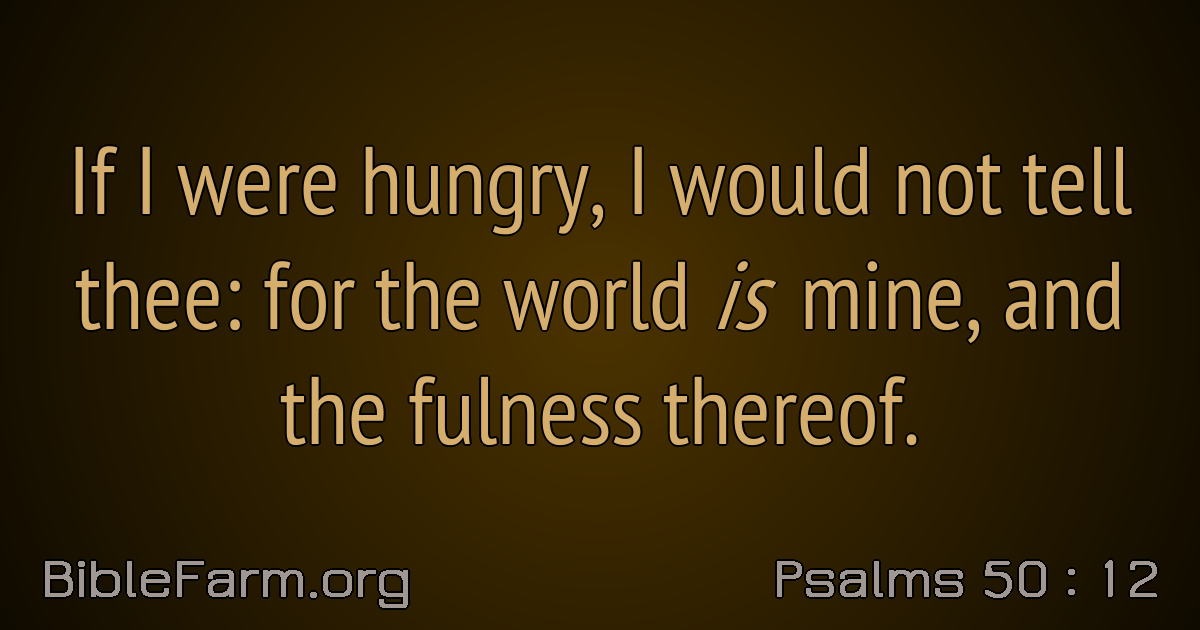 If I were hungry, I would not tell
thee: for the world is mine, and
the fulness thereof.
BibleFarm.org
Psalms 50 : 12